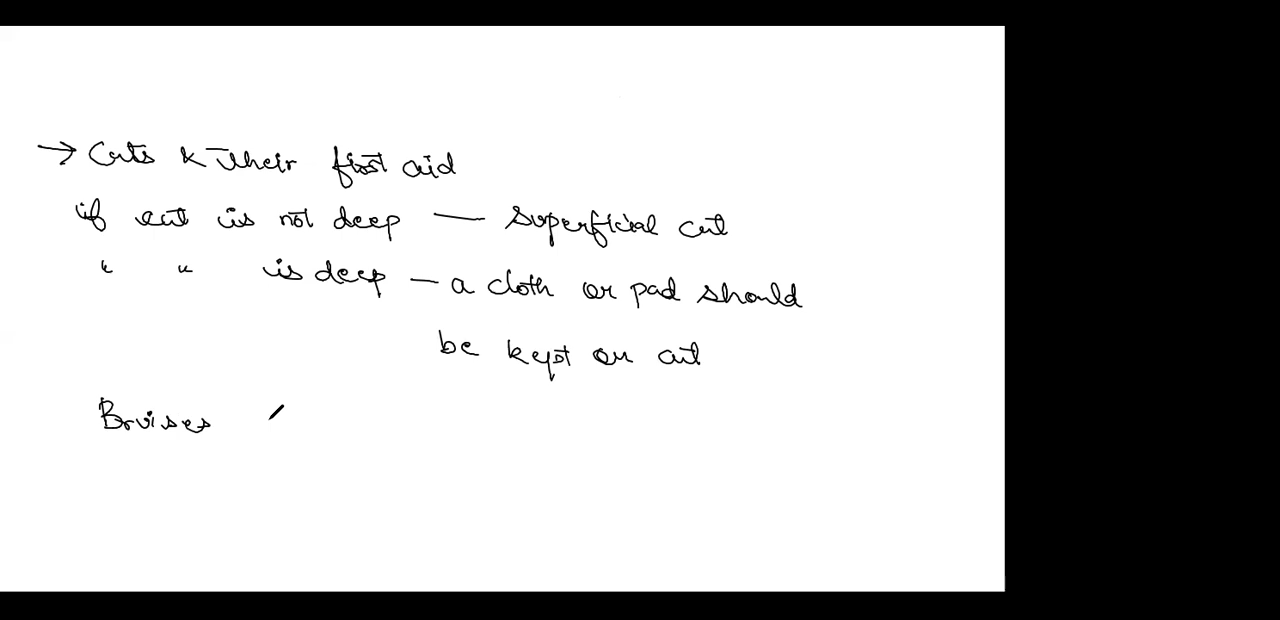 → Cuts & Their first aid
if cut is not deep — superficial cut
" " is deep — a cloth or pad should
be kept on cut
Bruises